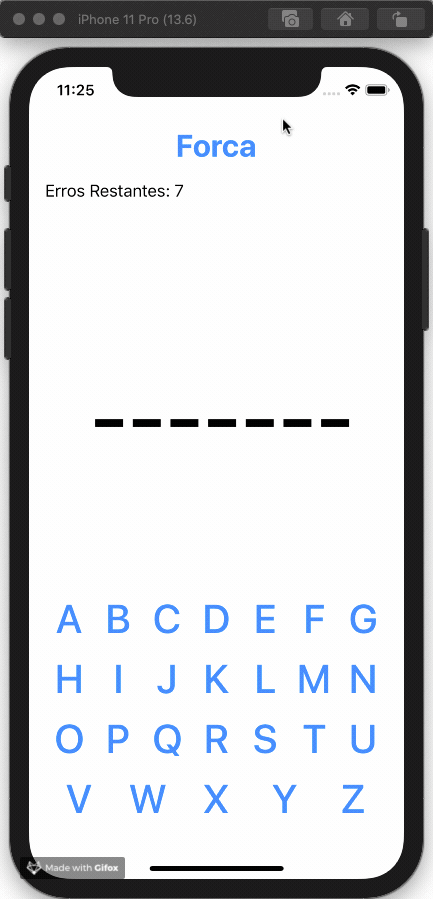 iPhone 11 Pro (13.6)
11:25
Forca
Erros Restantes: 7
_ _ _ _ _ _ _
A B C D E F G
H I J K L M N
O P Q R S T U
V W X Y Z
Made with Gifox